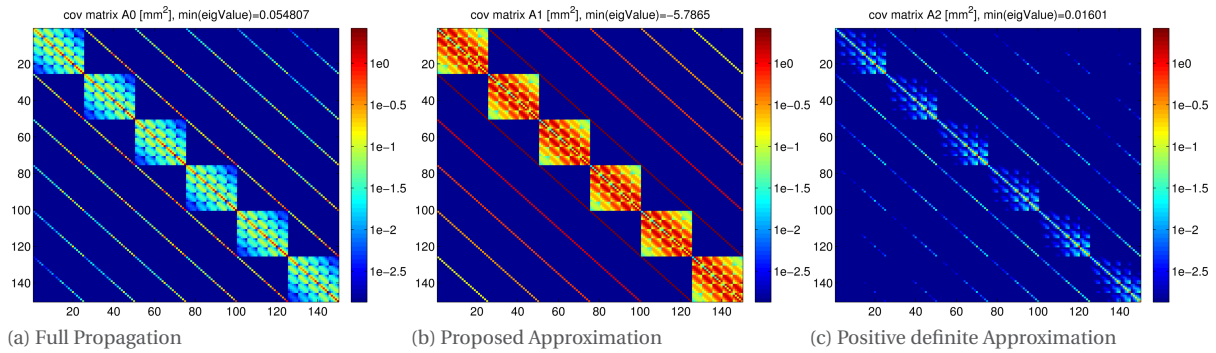 cov matrix A0 [mm²], min(eigValue)=0.054807
20
40
60
80
100
120
140
20 40 60 80 100 120 140
1e0
1e−0.5
1e−1
1e−1.5
1e−2
1e−2.5
(a) Full Propagation
cov matrix A1 [mm²], min(eigValue)=−5.7865
20
40
60
80
100
120
140
20 40 60 80 100 120 140
1e0
1e−0.5
1e−1
1e−1.5
1e−2
1e−2.5
(b) Proposed Approximation
cov matrix A2 [mm²], min(eigValue)=0.01601
20
40
60
80
100
120
140
20 40 60 80 100 120 140
1e0
1e−0.5
1e−1
1e−1.5
1e−2
1e−2.5
(c) Positive definite Approximation